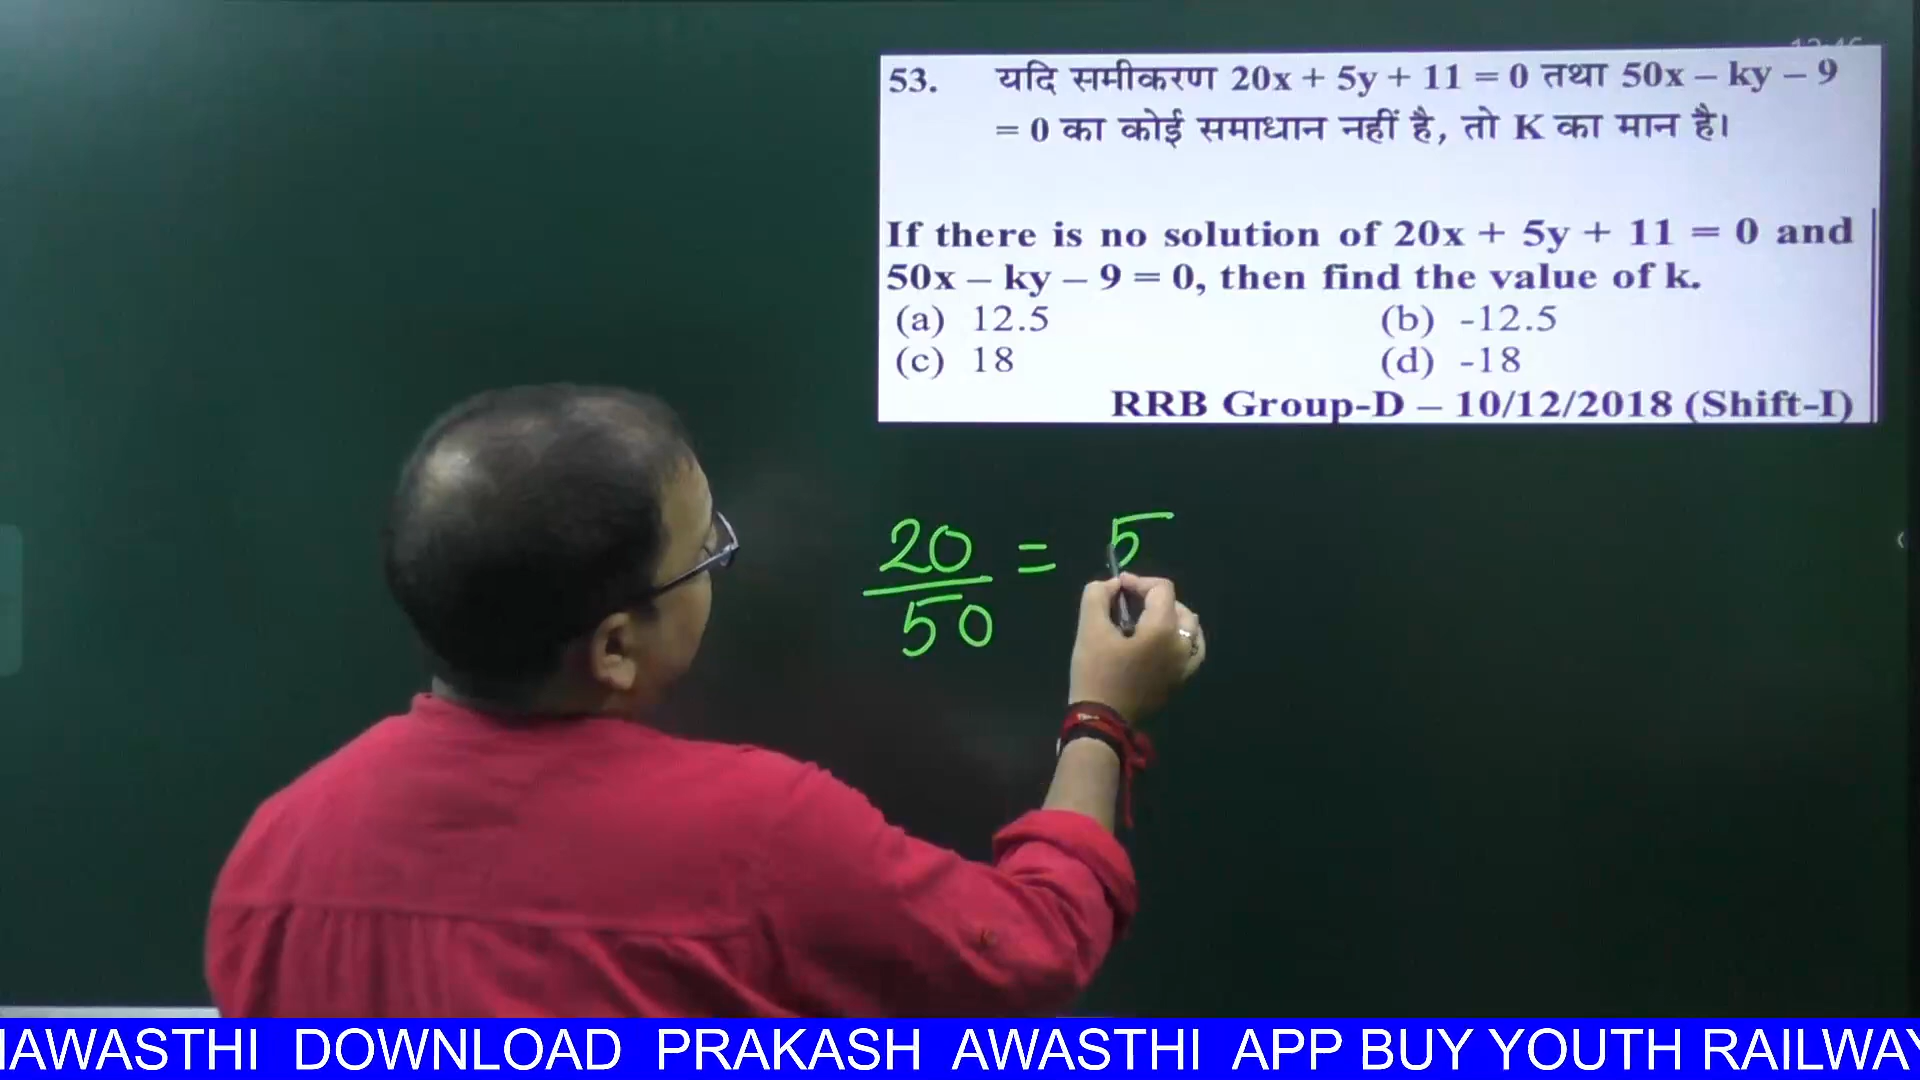 53. यदि समीकरण 20x + 5y + 11 = 0 तथा 50x – ky – 9
= 0 का कोई समाधान नहीं है, तो K का मान है।
If there is no solution of 20x + 5y + 11 = 0 and
50x – ky – 9 = 0, then find the value of k.
(a) 12.5 (b) -12.5
(c) 18 (d) -18
RRB Group-D – 10/12/2018 (Shift-I)
20 = 5
50
AWASTHI DOWNLOAD PRAKASH AWASTHI APP BUY YOUTH RAILWAY